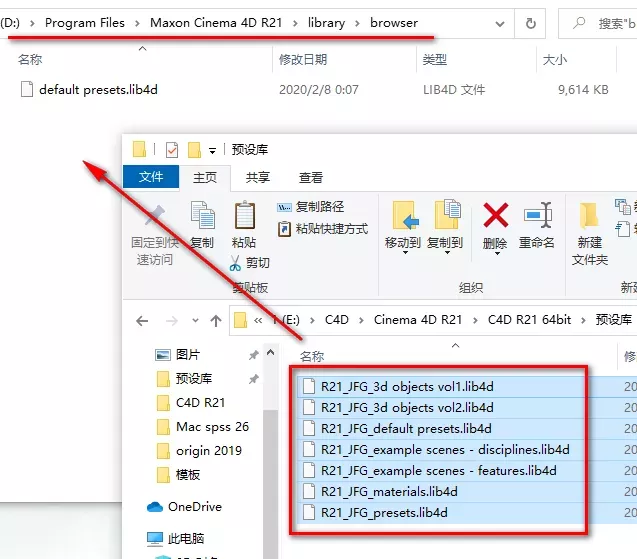 (D:) › Program Files › Maxon Cinema 4D R21 › library › browser
搜索"b
名称 修改日期 类型 大小
default presets.lib4d 2020/2/8 0:07 LIB4D 文件 9,614 KB
预设库
文件 主页 共享 查看
固定到快速访问
复制
粘贴
复制路径
粘贴快捷方式
剪切
移动到
复制到
删除
重命名
新建
文件夹
剪贴板
组织
新建
« (E:) › C4D › Cinema 4D R21 › C4D R21 64bit › 预设库
图片
预设库
C4D R21
Mac spss 26
origin 2019
模板
OneDrive
此电脑
名称
R21_JFG_3d objects vol1.lib4d
R21_JFG_3d objects vol2.lib4d
R21_JFG_default presets.lib4d
R21_JFG_example scenes - disciplines.lib4d
R21_JFG_example scenes - features.lib4d
R21_JFG_materials.lib4d
R21_JFG_presets.lib4d